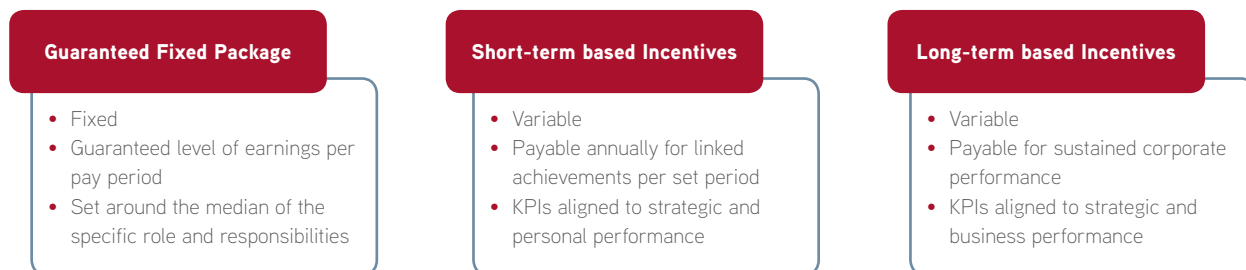 Guaranteed Fixed Package
• Fixed
• Guaranteed level of earnings per
pay period
• Set around the median of the
specific role and responsibilities
Short-term based Incentives
• Variable
• Payable annually for linked
achievements per set period
• KPIs aligned to strategic and
personal performance
Long-term based Incentives
• Variable
• Payable for sustained corporate
performance
• KPIs aligned to strategic and
business performance